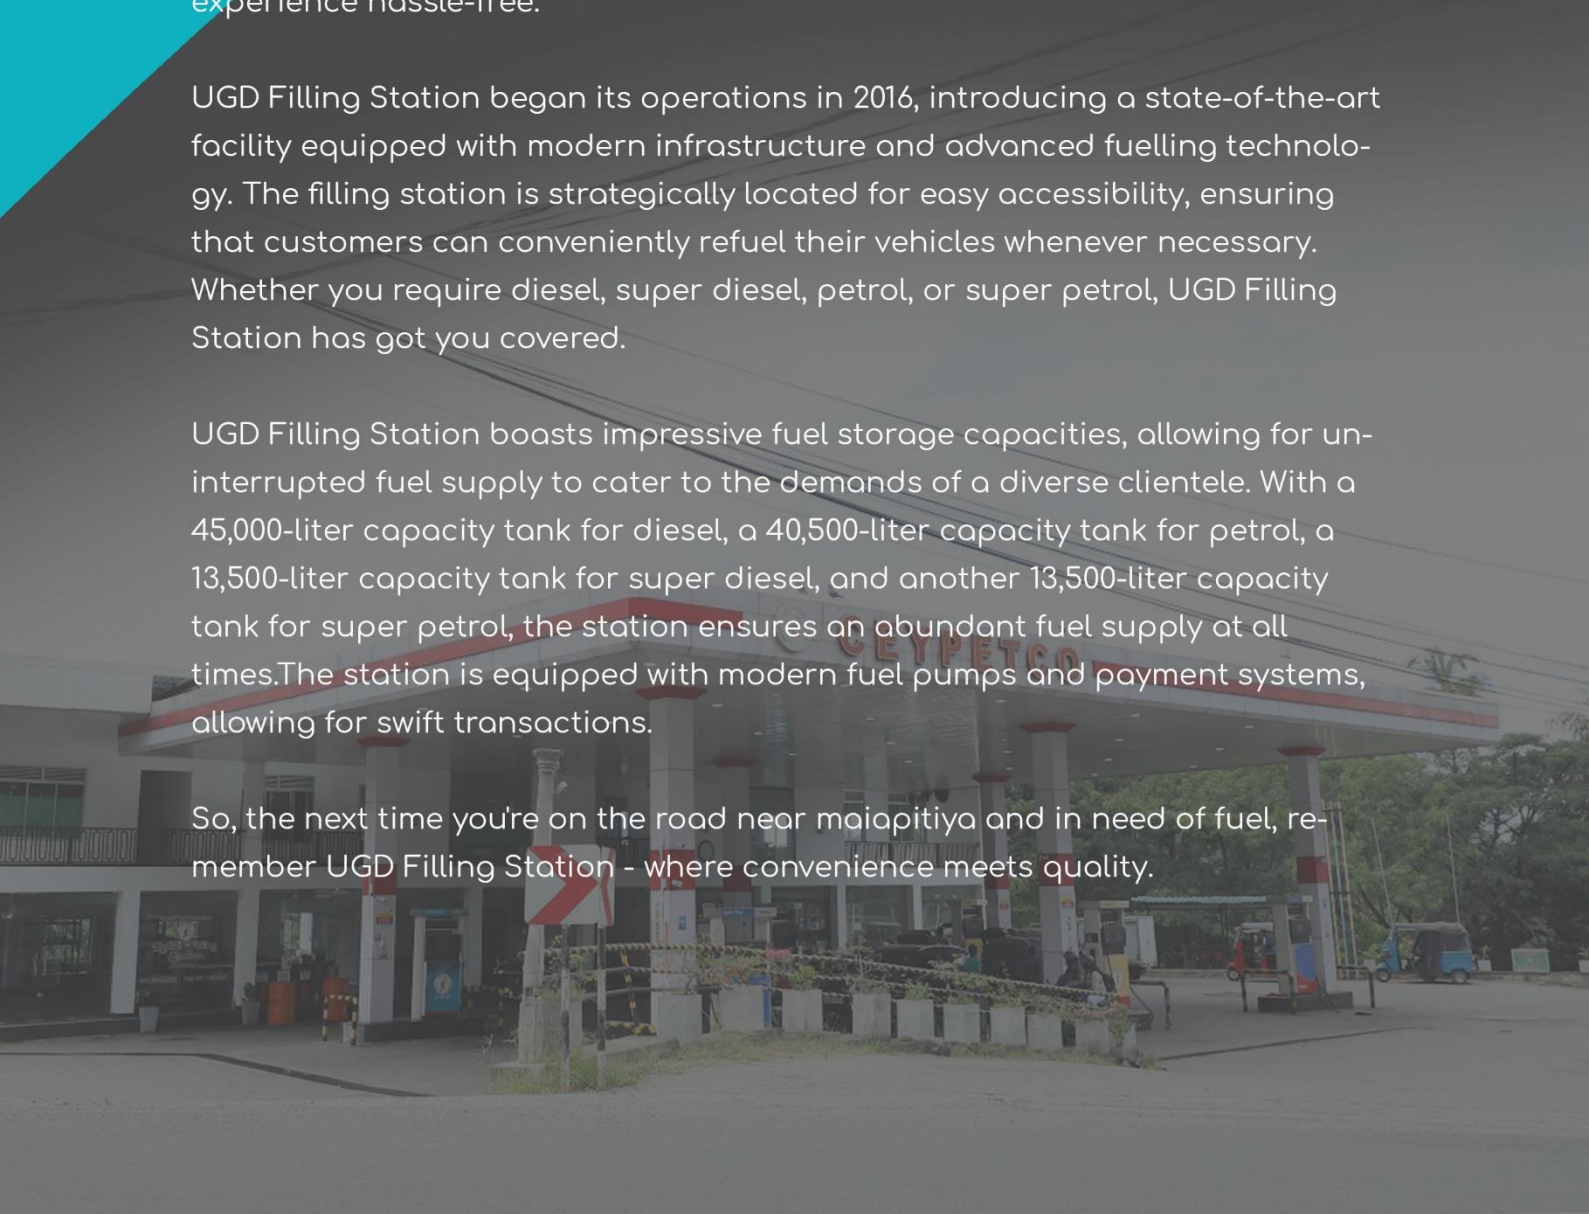 experience hassle-free.
UGD Filling Station began its operations in 2016, introducing a state-of-the-art
facility equipped with modern infrastructure and advanced fuelling technolo-
gy. The filling station is strategically located for easy accessibility, ensuring
that customers can conveniently refuel their vehicles whenever necessary.
Whether you require diesel, super diesel, petrol, or super petrol, UGD Filling
Station has got you covered.
UGD Filling Station boasts impressive fuel storage capacities, allowing for un-
interrupted fuel supply to cater to the demands of a diverse clientele. With a
45,000-liter capacity tank for diesel, a 40,500-liter capacity tank for petrol, a
13,500-liter capacity tank for super diesel, and another 13,500-liter capacity
tank for super petrol, the station ensures an abundant fuel supply at all
times.The station is equipped with modern fuel pumps and payment systems,
allowing for swift transactions.
So, the next time you're on the road near maiapitiya and in need of fuel, re-
member UGD Filling Station - where convenience meets quality.
CEYPETCO